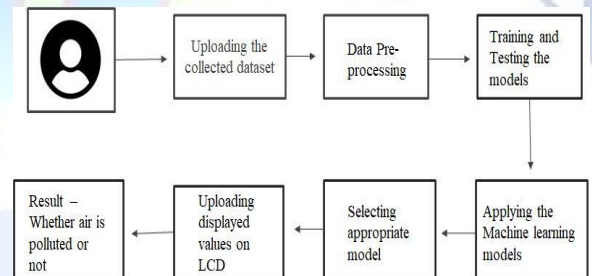 Uploading the
collected dataset
Data Pre-
processing
Training and
Testing the
models
Applying the
Machine learning
models
Selecting
appropriate
model
Uploading
displayed
values on
LCD
Result –
Whether air is
polluted or
not